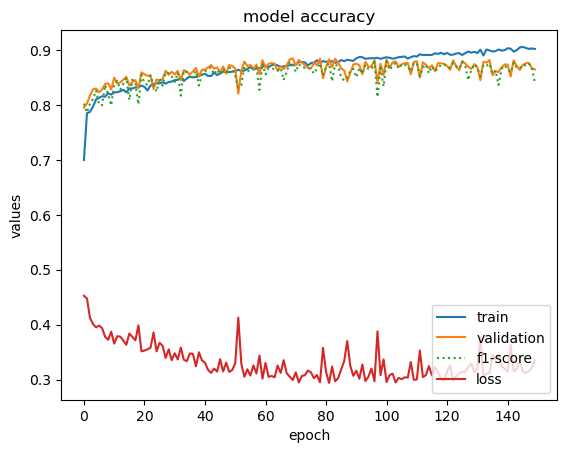 model accuracy
values
0.9
0.8
0.7
0.6
0.5
0.4
0.3
train
validation
f1-score
loss
0 20 40 60 80 100 120 140
epoch